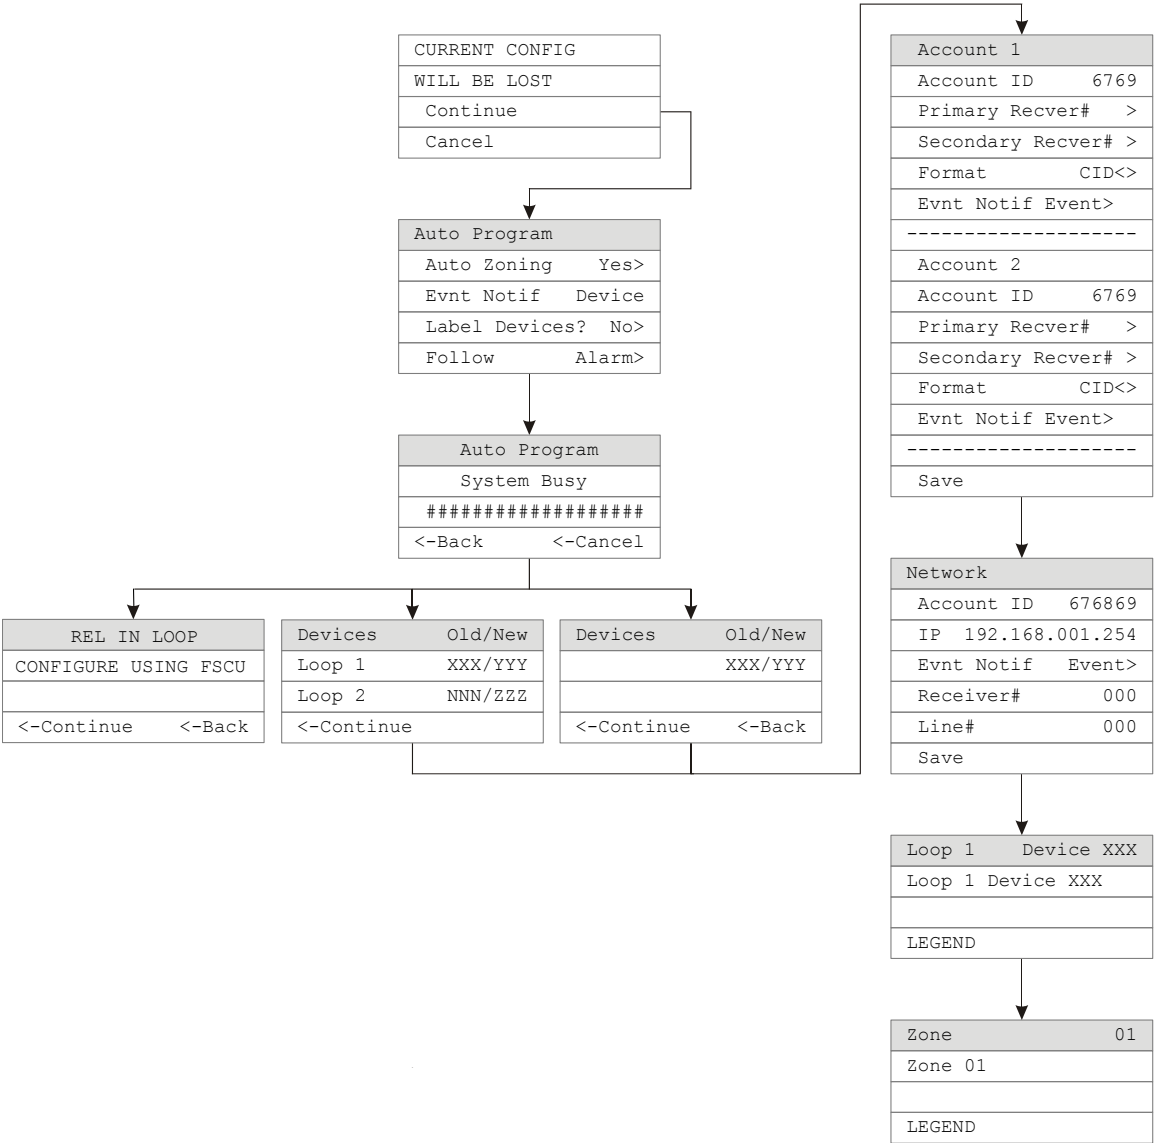 CURRENT CONFIG
WILL BE LOST
Continue
Cancel
Auto Program
Auto Zoning Yes>
Evnt Notif Device
Label Devices? No>
Follow Alarm>
Auto Program
System Busy
###################
<-Back <-Cancel
REL IN LOOP
CONFIGURE USING FSCU
<-Continue <-Back
Devices Old/New
Loop 1 XXX/YYY
Loop 2 NNN/ZZZ
<-Continue
Devices Old/New
XXX/YYY
<-Continue <-Back
Account 1
Account ID 6769
Primary Recver# >
Secondary Recver# >
Format CID<>
Evnt Notif Event>
--------------------
Account 2
Account ID 6769
Primary Recver# >
Secondary Recver# >
Format CID<>
Evnt Notif Event>
--------------------
Save
Network
Account ID 676869
IP 192.168.001.254
Evnt Notif Event>
Receiver# 000
Line# 000
Save
Loop 1 Device XXX
Loop 1 Device XXX
LEGEND
Zone 01
Zone 01
LEGEND